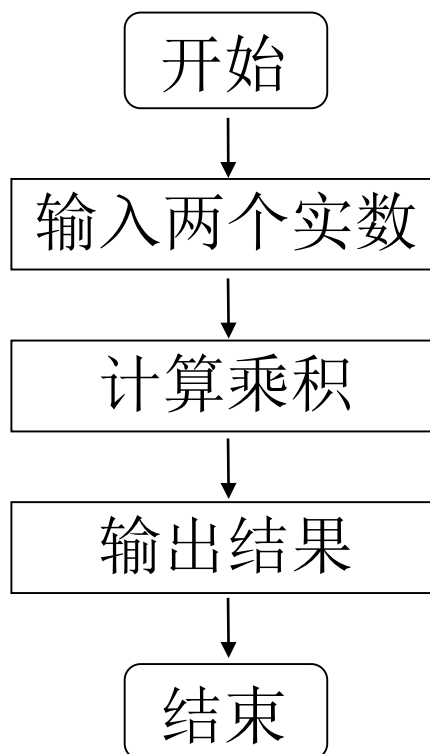 开始
输入两个实数
计算乘积
输出结果
结束